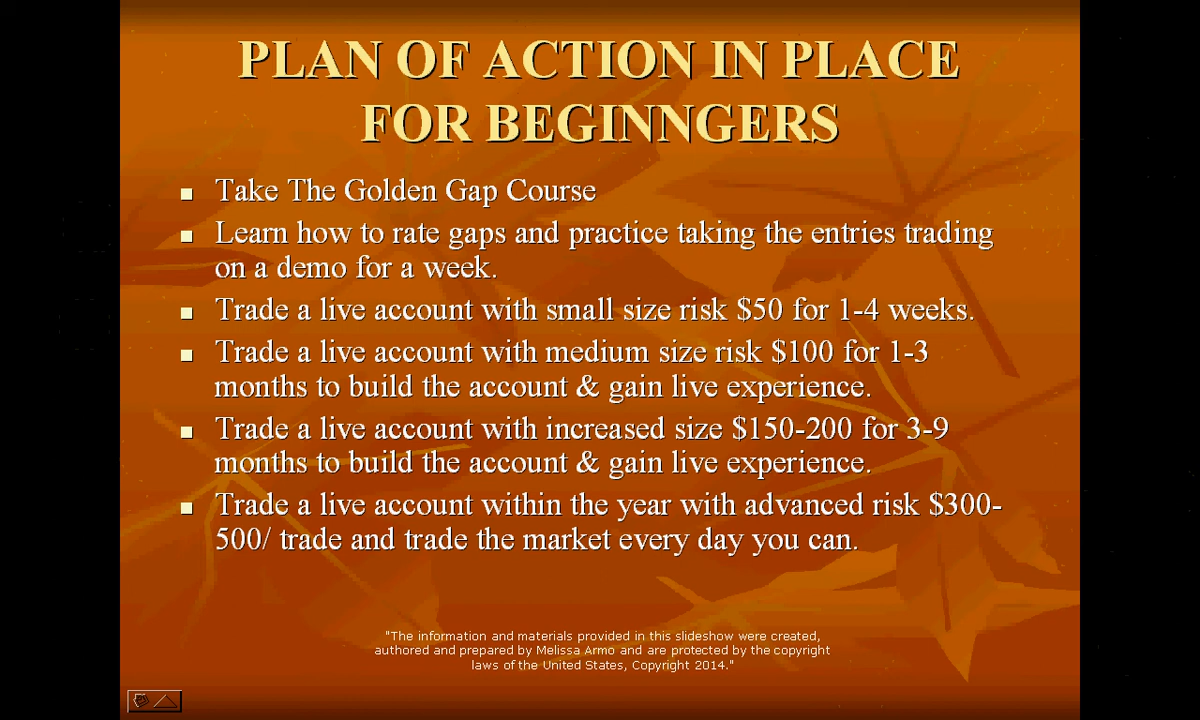 PLAN OF ACTION IN PLACE
FOR BEGINNGERS
Take The Golden Gap Course
Learn how to rate gaps and practice taking the entries trading
on a demo for a week.
Trade a live account with small size risk $50 for 1-4 weeks.
Trade a live account with medium size risk $100 for 1-3
months to build the account & gain live experience.
Trade a live account with increased size $150-200 for 3-9
months to build the account & gain live experience.
Trade a live account within the year with advanced risk $300-
500/ trade and trade the market every day you can.
"The information and materials provided in this slideshow were created,
authored and prepared by Melissa Armo and are protected by the copyright
laws of the United States, Copyright 2014."